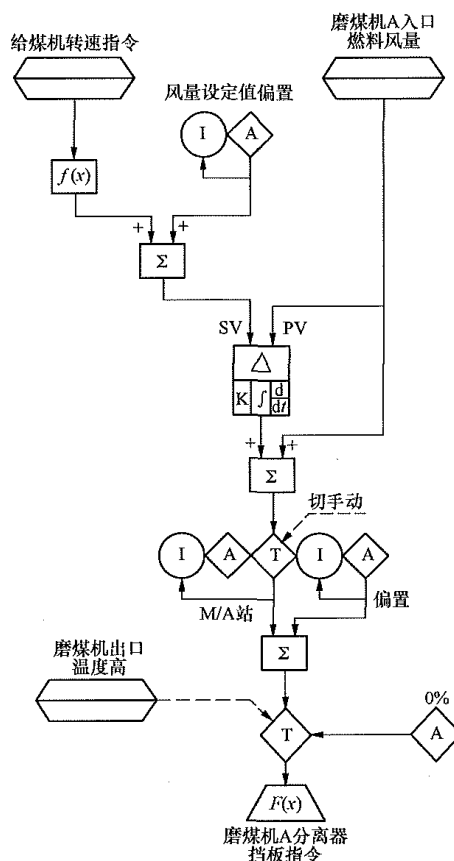 给煤机转速指令
磨煤机A入口
燃料风量
风量设定值偏置
I A
f(x)
+ +
Σ
SV PV
△
K ∫ d/dt
+ +
Σ
切手动
I A T I A
M/A站
偏置
Σ
磨煤机出口
温度高
0%
T
A
F(x)
磨煤机A分离器
挡板指令